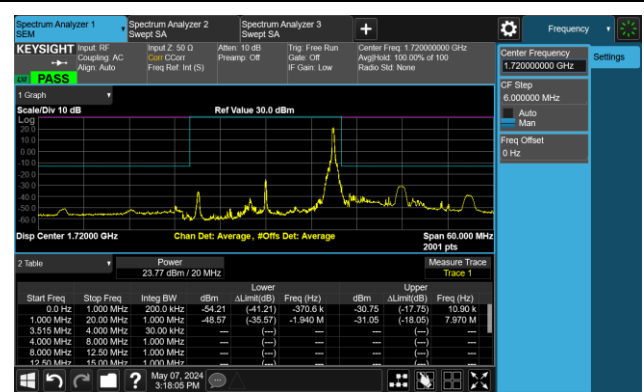 Spectrum Analyzer 1
SEM
Spectrum Analyzer 2
Swept SA
Spectrum Analyzer 3
Swept SA
+
Frequency
KEYSIGHT
Input: RF
Coupling: AC
Align: Auto
Input Z: 50 Ω
Corr CCorr
Freq Ref: Int (S)
Atten: 10 dB
Preamp: Off
Trig: Free Run
Gate: Off
IF Gain: Low
Center Freq: 1.720000000 GHz
Avg|Hold: 100.00% of 100
Radio Std: None
PASS
Center Frequency
1.720000000 GHz
Settings
CF Step
6.000000 MHz
Auto
Man
Freq Offset
0 Hz
1 Graph
Scale/Div 10 dB
Ref Value 30.0 dBm
Log
20.0
10.0
0.00
-10.0
-20.0
-30.0
-40.0
-50.0
-60.0
Disp Center 1.72000 GHz
Chan Det: Average , #Offs Det: Average
Span 60.000 MHz
2001 pts
2 Table
Power
23.77 dBm / 20 MHz
Measure Trace
Trace 1
Lower Upper
Start Freq Stop Freq Integ BW dBm ΔLimit(dB) Freq (Hz) dBm ΔLimit(dB) Freq (Hz)
0.0 Hz 1.000 MHz 200.0 kHz -54.21 (-41.21) -370.6 k -30.75 (-17.75) 10.90 k
1.000 MHz 20.00 MHz 1.000 MHz -48.57 (-35.57) -1.940 M -31.05 (-18.05) 7.970 M
3.515 MHz 4.000 MHz 30.00 kHz --- (---) --- (---)
4.000 MHz 8.000 MHz 1.000 MHz --- (---) --- (---)
8.000 MHz 12.50 MHz 1.000 MHz --- (---) --- (---)
12.50 MHz 15.00 MHz 1.000 MHz --- (---) --- (---)
?
May 07, 2024
3:18:05 PM